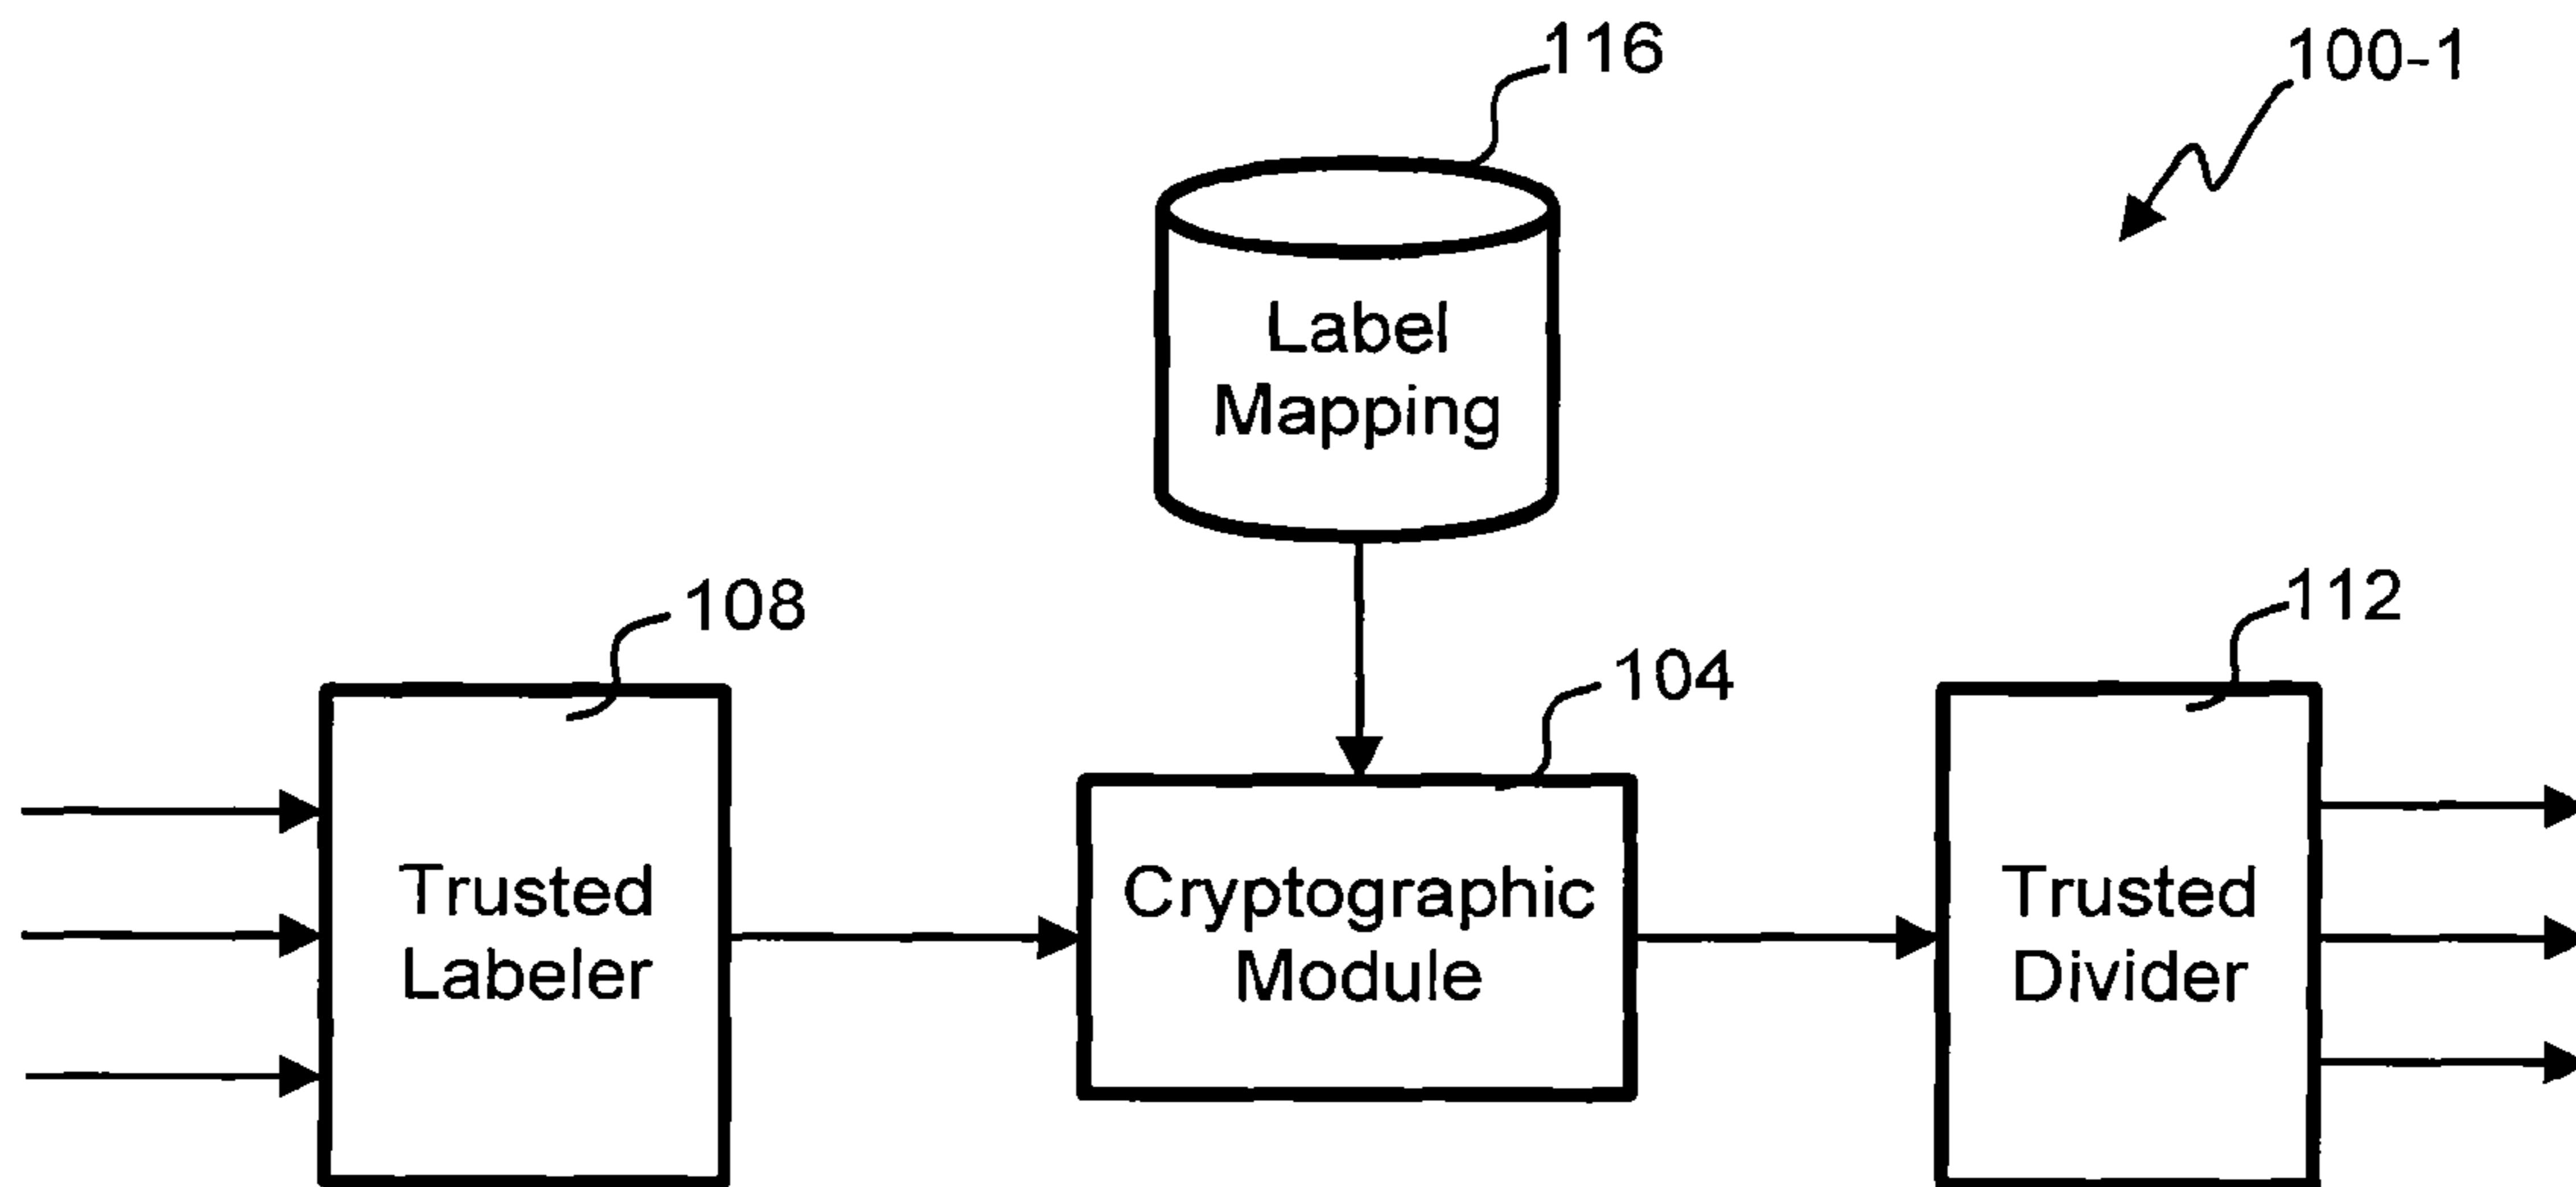 116
100-1
Label
Mapping
108
112
104
Trusted
Labeler
Cryptographic
Module
Trusted
Divider